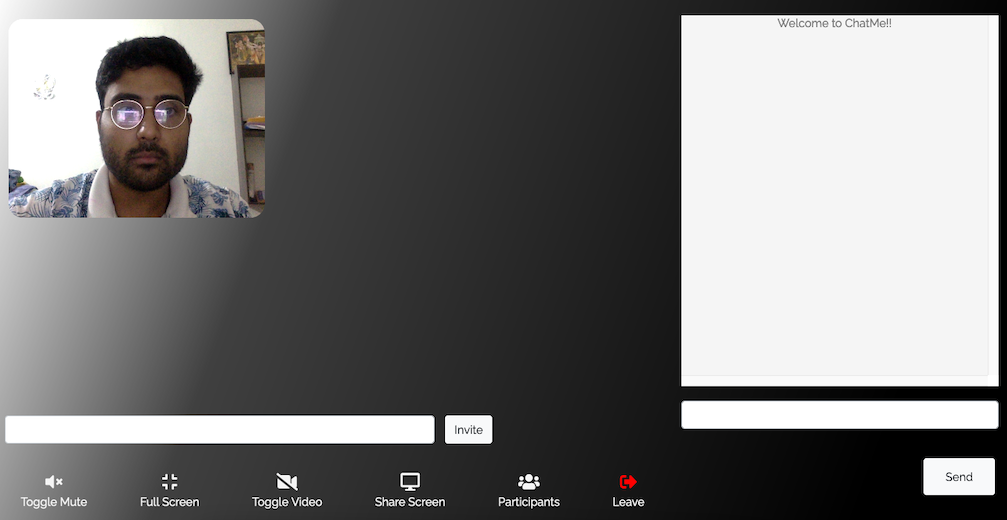 Welcome to ChatMe!!
Invite
Toggle Mute
Full Screen
Toggle Video
Share Screen
Participants
Leave
Send